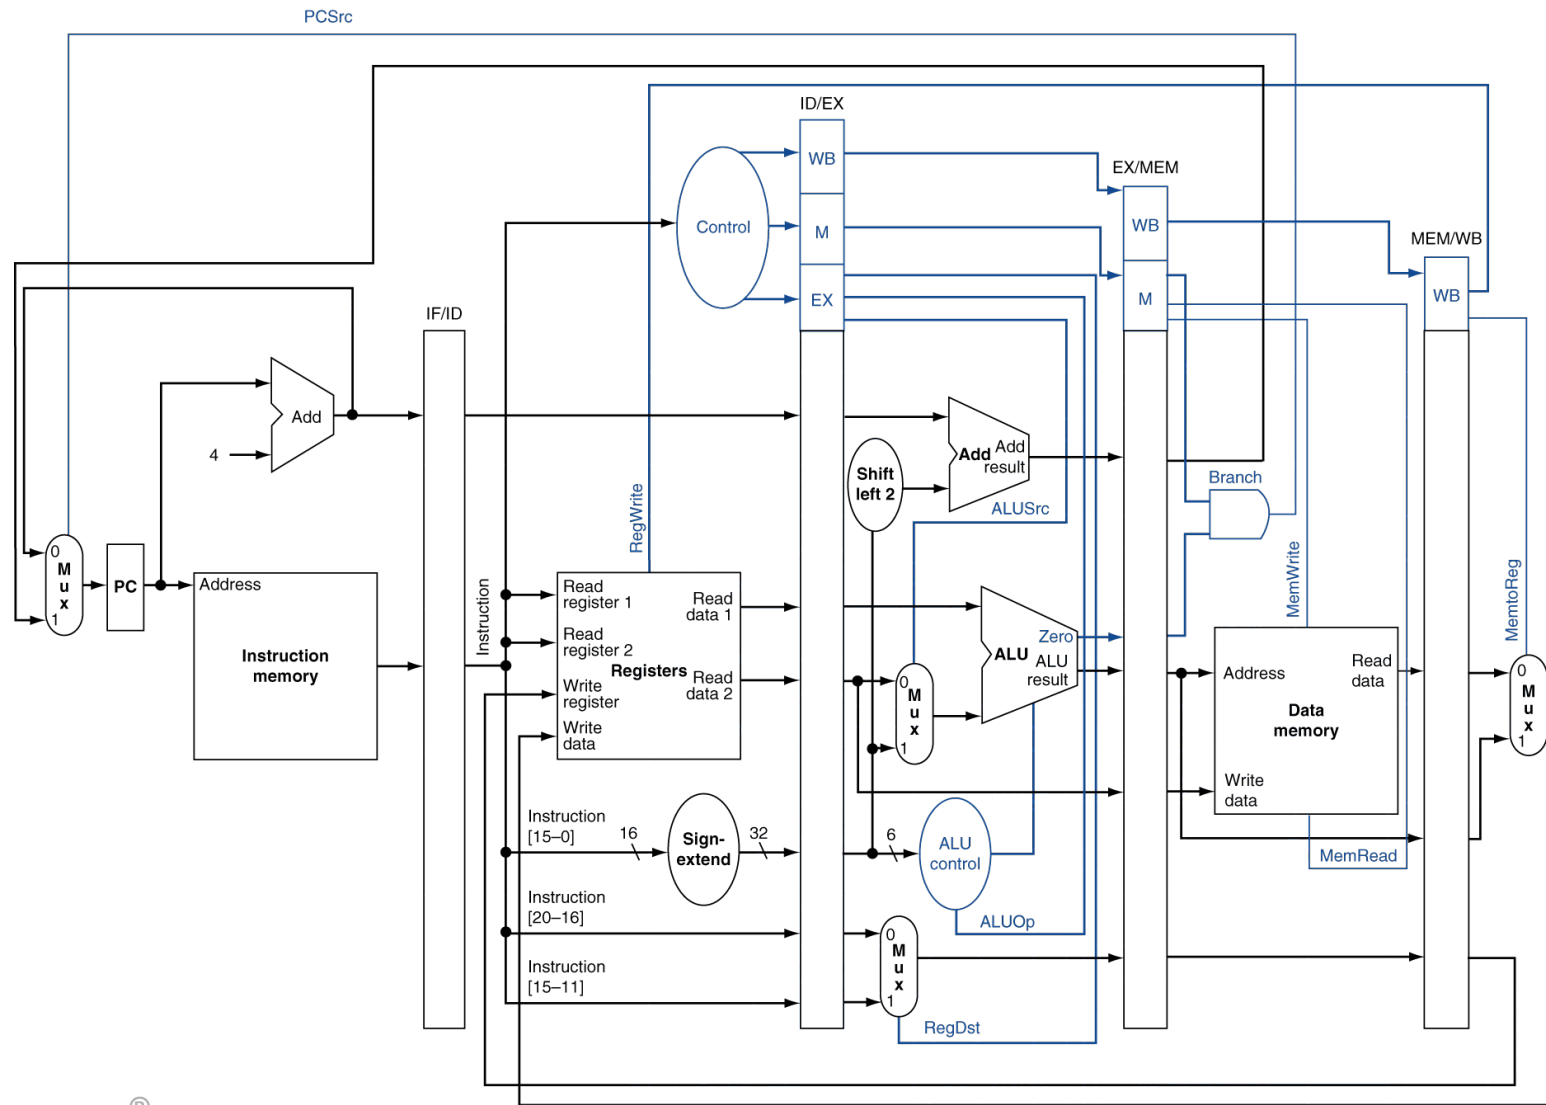 PCSrc
ID/EX
WB
EX/MEM
Control
M
WB
MEM/WB
EX
M
WB
IF/ID
Add
4
Add
Add
result
Shift
left 2
Branch
ALUSrc
RegWrite
MemWrite
MemtoReg
0
M
u
x
1
PC
Address
Instruction
memory
Instruction
Read
register 1
Read
data 1
Read
register 2
Registers
Read
data 2
Write
register
Write
data
0
M
u
x
1
Zero
ALU
ALU
result
Address
Read
data
Data
memory
Write
data
0
M
u
x
1
Instruction
[15–0]
16
Sign-
extend
32
6
ALU
control
MemRead
Instruction
[20–16]
ALUOp
0
M
u
x
1
Instruction
[15–11]
RegDst
®